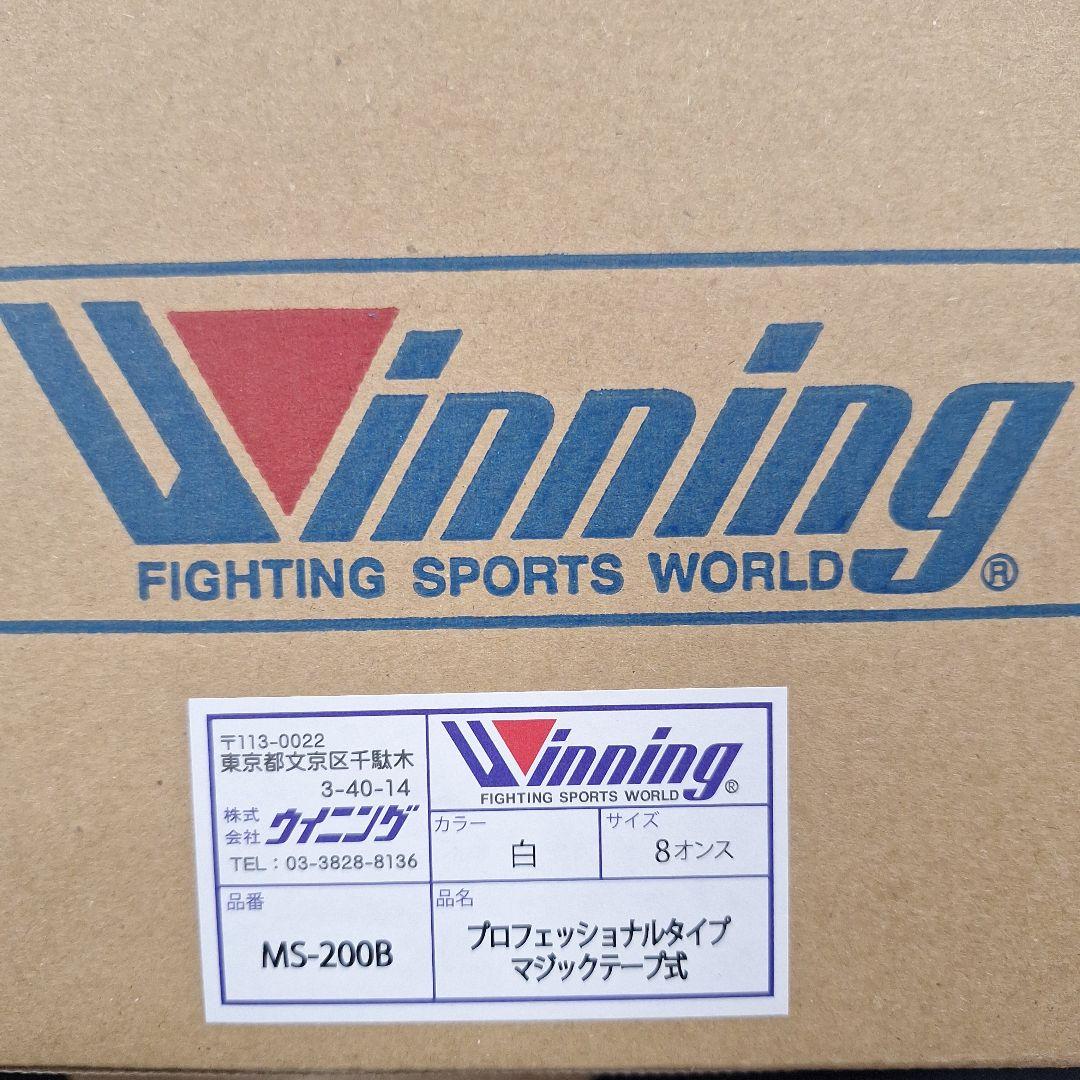 Winning
FIGHTING SPORTS WORLD
®
〒113-0022
東京都文京区千駄木
3-40-14
株式会社 ウイニング
TEL：03-3828-8136
Winning
FIGHTING SPORTS WORLD
®
カラー
白
サイズ
8オンス
品番
MS-200B
品名
プロフェッショナルタイプ
マジックテープ式